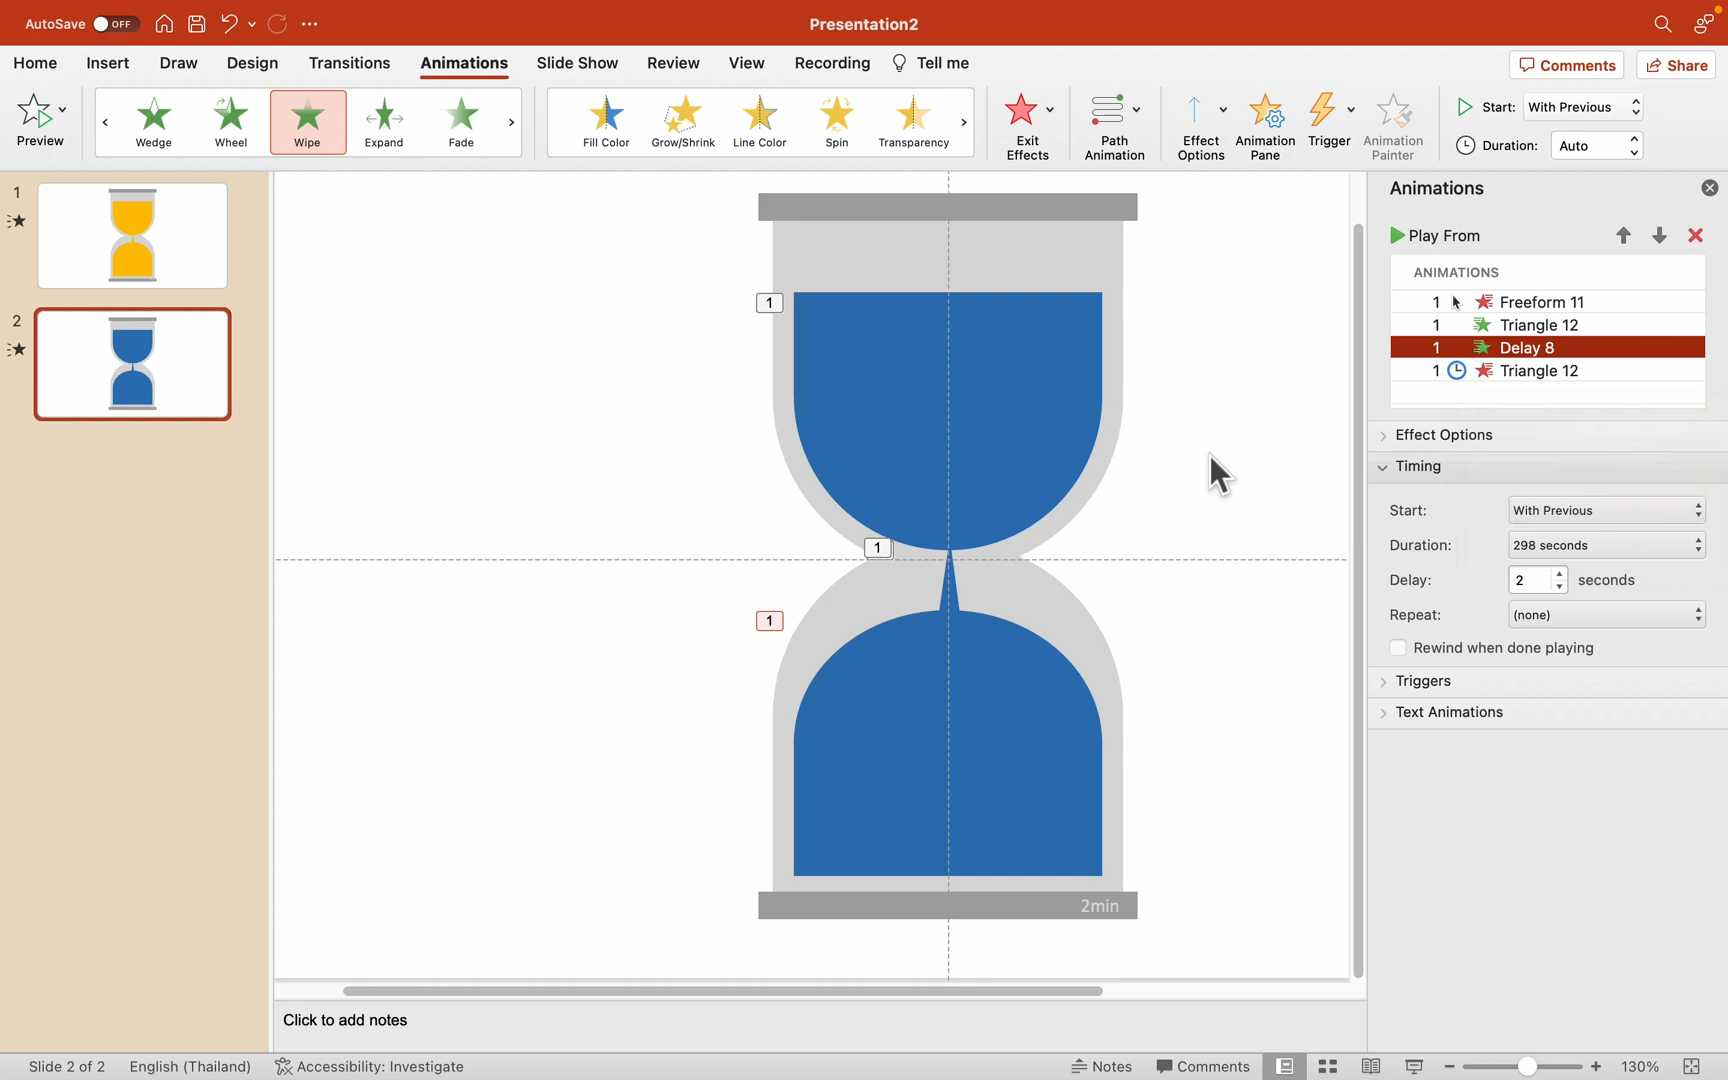 AutoSave OFF
Presentation2
Home Insert Draw Design Transitions Animations Slide Show Review View Recording Tell me
Comments Share
Preview
Wedge Wheel Wipe Expand Fade
Fill Color Grow/Shrink Line Color Spin Transparency
Exit Effects
Path Animation
Effect Options
Animation Pane
Trigger
Animation Painter
Start: With Previous
Duration: Auto
1
2
1
1
1
2min
Click to add notes
Animations
Play From
ANIMATIONS
1 Freeform 11
1 Triangle 12
1 Delay 8
1 Triangle 12
Effect Options
Timing
Start: With Previous
Duration: 298 seconds
Delay: 2 seconds
Repeat: (none)
Rewind when done playing
Triggers
Text Animations
Slide 2 of 2 English (Thailand) Accessibility: Investigate
Notes Comments 130%